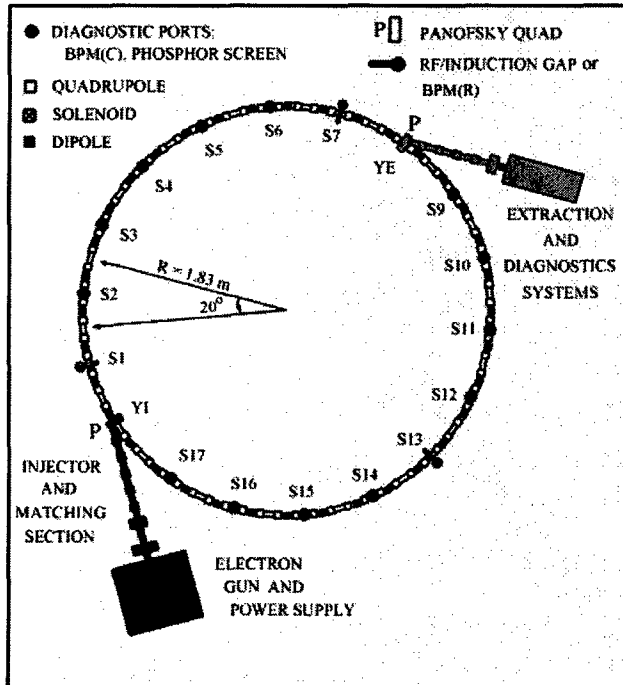 DIAGNOSTIC PORTS:
BPM(C), PHOSPHOR SCREEN
QUADRUPOLE
SOLENOID
DIPOLE
P PANOFSKY QUAD
RF/INDUCTION GAP or
BPM(R)
S6
S7
P
YE
S5
S4
S9
S3
S10
EXTRACTION
AND
DIAGNOSTICS
SYSTEMS
R = 1.83 m
20°
S2
S11
S1
S12
YI
P
S13
S17
S16
S15
S14
INJECTOR
AND
MATCHING
SECTION
ELECTRON
GUN AND
POWER SUPPLY